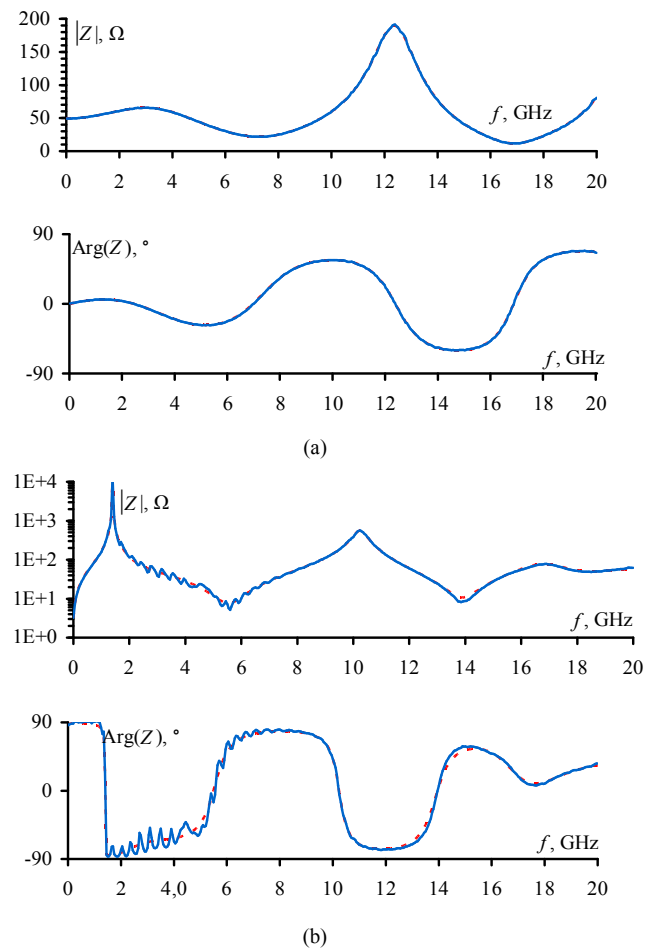 |Z|, Ω
200
150
100
50
0
f, GHz
0 2 4 6 8 10 12 14 16 18 20
Arg(Z), °
90
0
-90
f, GHz
0 2 4 6 8 10 12 14 16 18 20
(a)
|Z|, Ω
1E+4
1E+3
1E+2
1E+1
1E+0
f, GHz
0 2 4 6 8 10 12 14 16 18 20
Arg(Z), °
90
0
-90
f, GHz
0 2 4,0 6 8 10 12 14 16 18 20
(b)